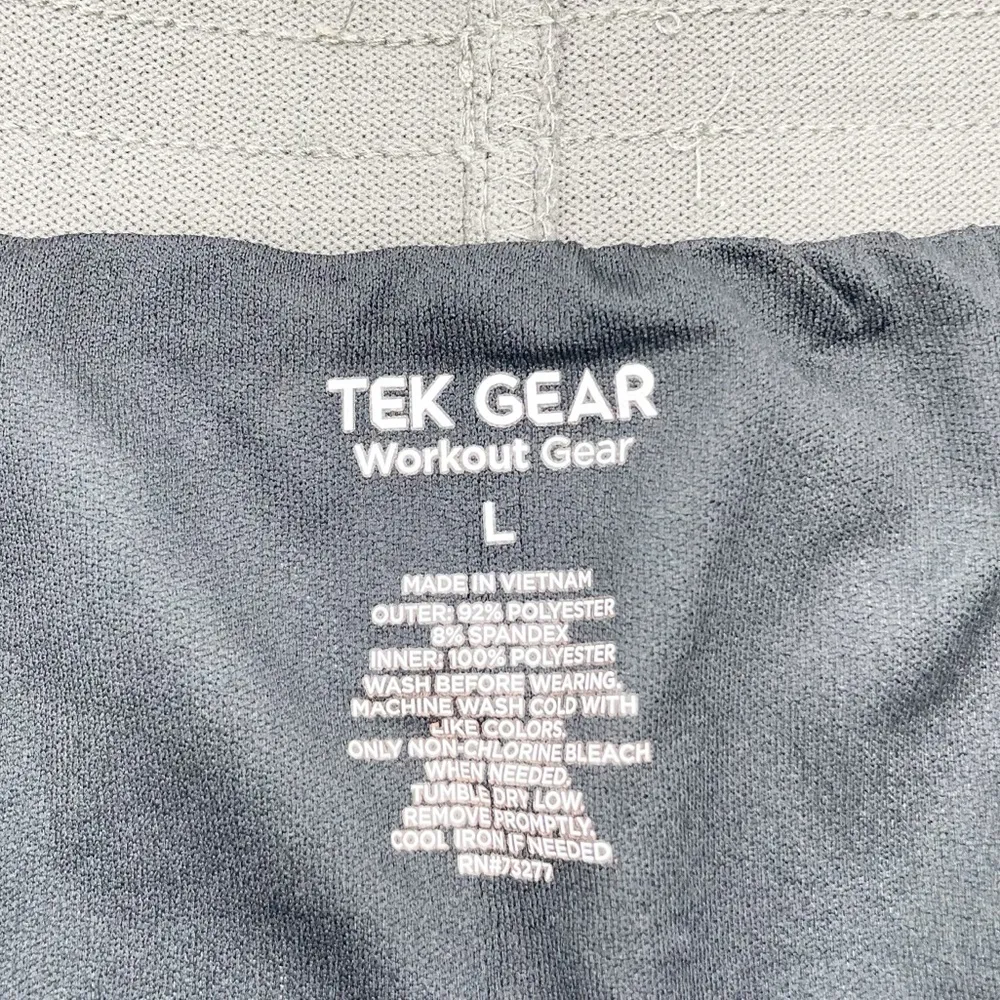 TEK GEAR
Workout Gear
L
MADE IN VIETNAM
OUTER: 92% POLYESTER
8% SPANDEX
INNER: 100% POLYESTER
WASH BEFORE WEARING.
MACHINE WASH COLD WITH
LIKE COLORS.
ONLY NON-CHLORINE BLEACH
WHEN NEEDED.
TUMBLE DRY LOW.
REMOVE PROMPTLY.
COOL IRON IF NEEDED
RN#73277